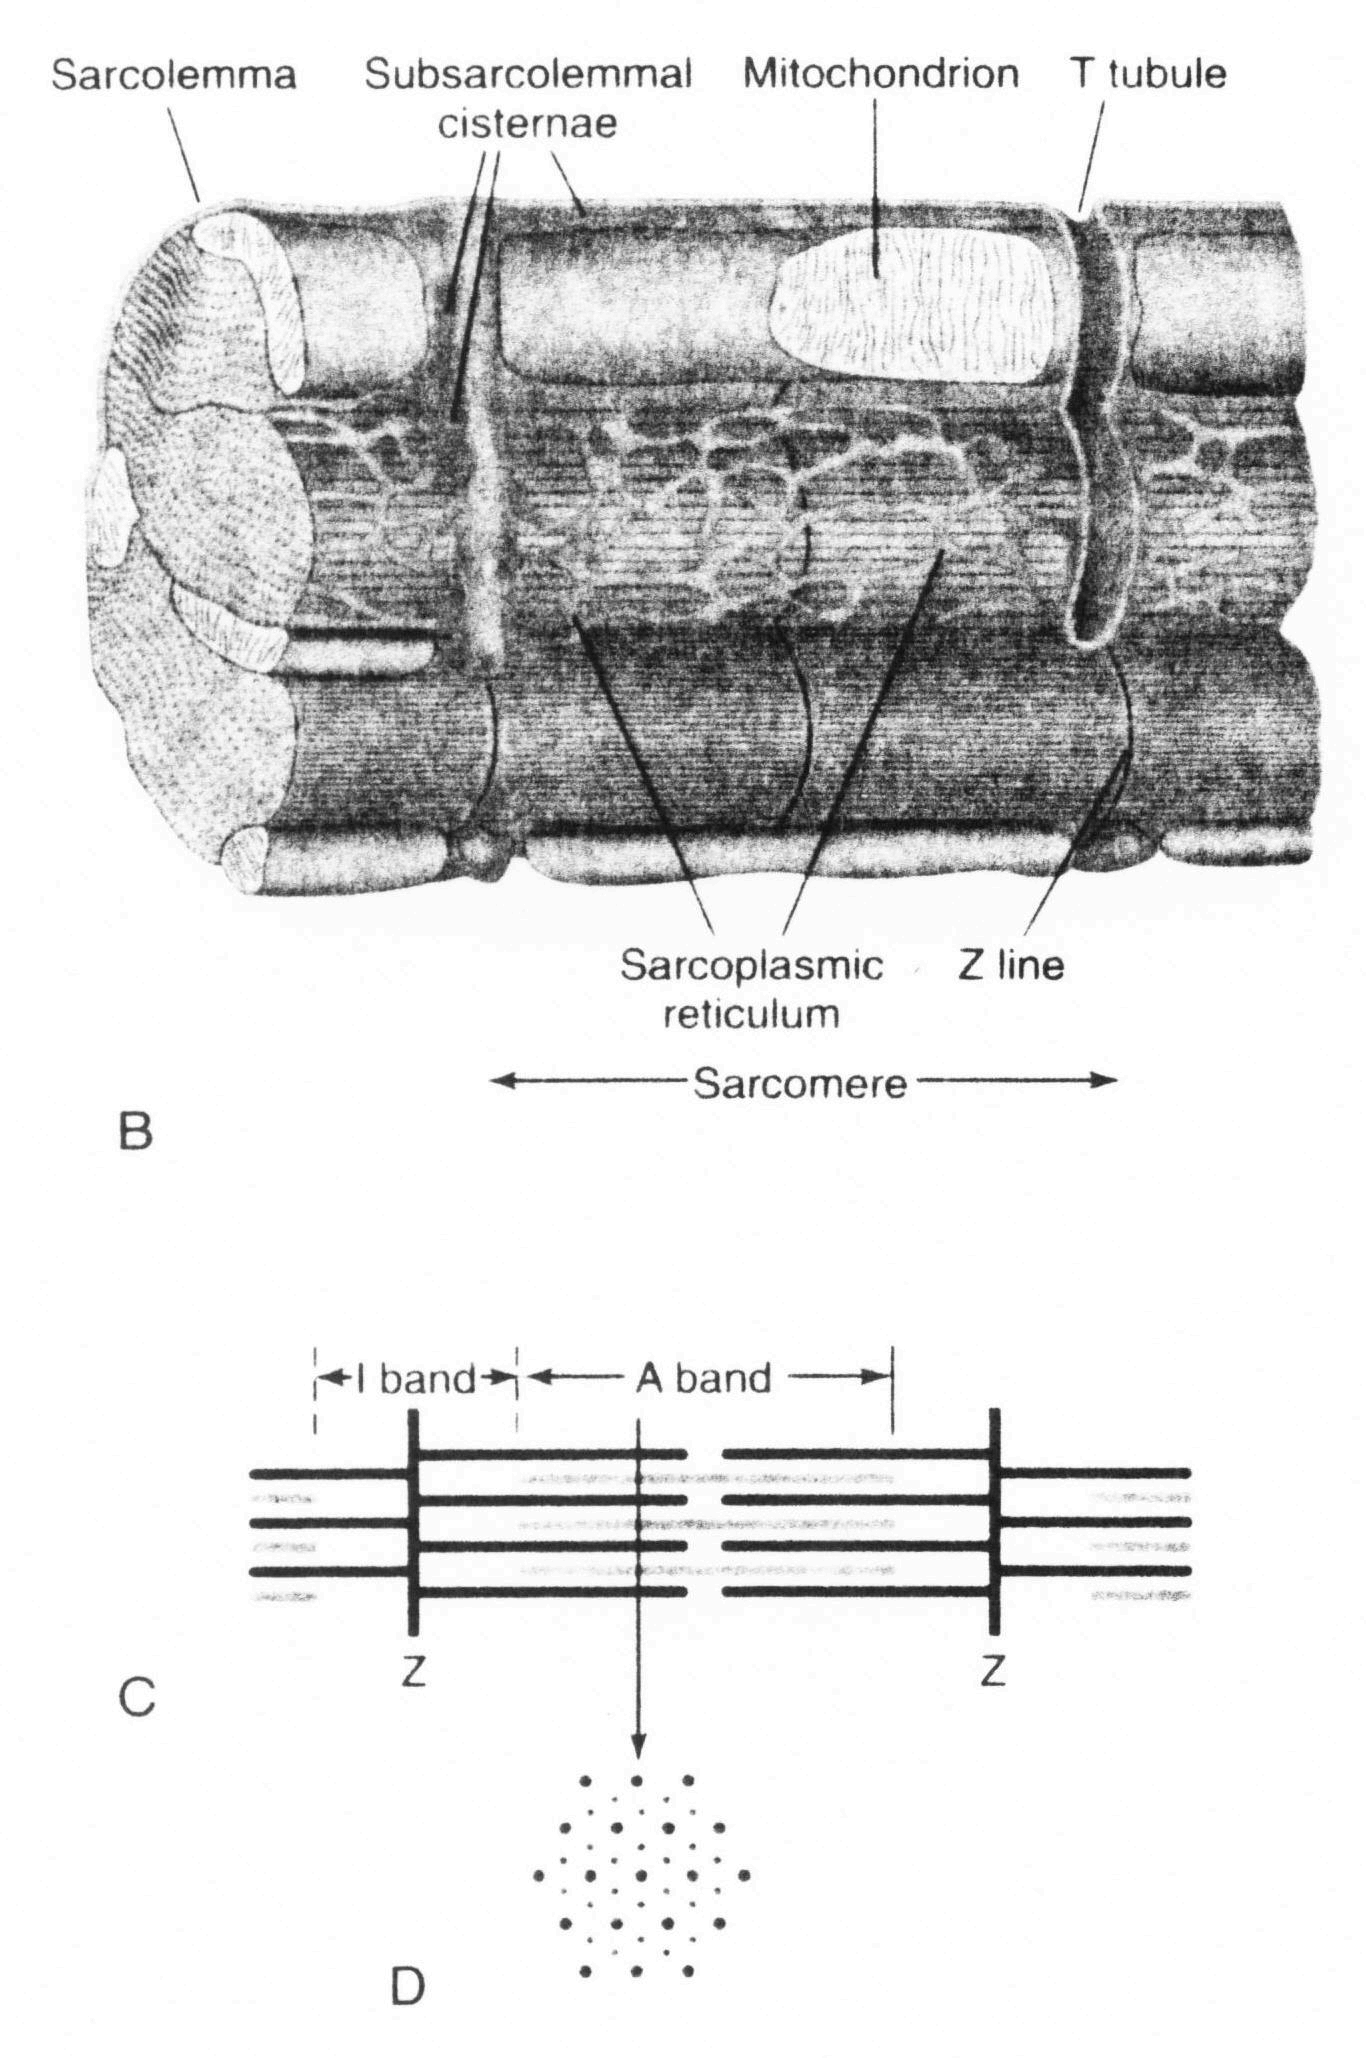 Sarcolemma
Subsarcolemmal
cisternae
Mitochondrion
T tubule
Sarcoplasmic
reticulum
Z line
Sarcomere
B
I band
A band
Z
Z
C
D